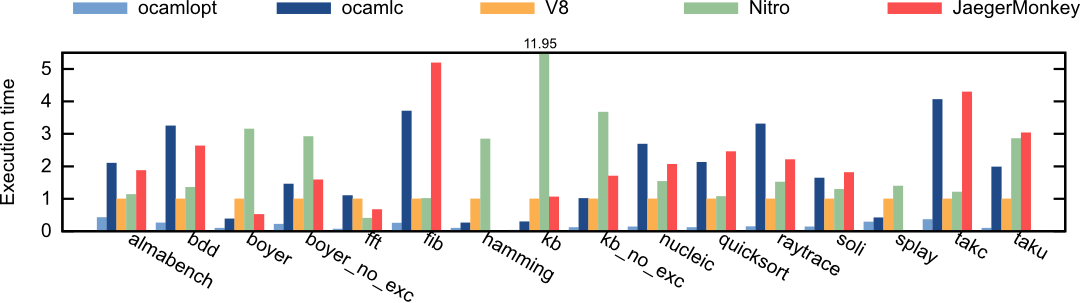 ocamlopt ocamlc V8 Nitro JaegerMonkey
11.95
Execution time
5
4
3
2
1
0
almabench bdd boyer boyer_no_exc fft fib hamming kb kb_no_exc nucleic quicksort raytrace soli splay takc taku